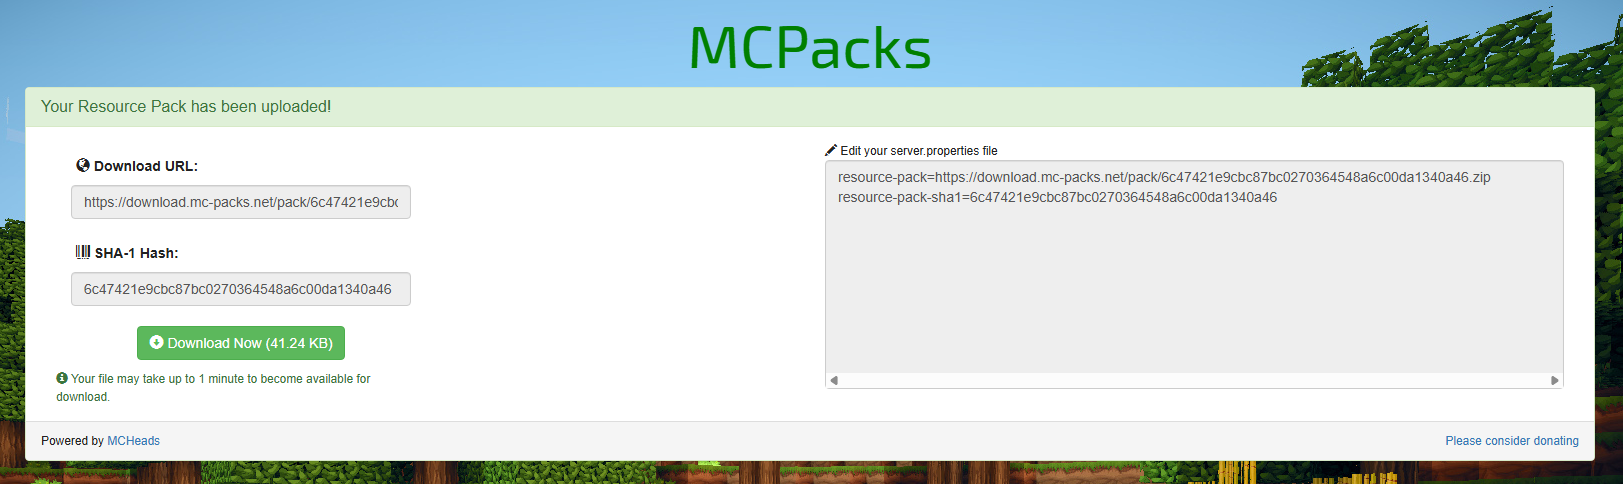 MCPacks
Your Resource Pack has been uploaded!
Download URL:
https://download.mc-packs.net/pack/6c47421e9cbc
SHA-1 Hash:
6c47421e9cbc87bc0270364548a6c00da1340a46
Download Now (41.24 KB)
Your file may take up to 1 minute to become available for
download.
Edit your server.properties file
resource-pack=https://download.mc-packs.net/pack/6c47421e9cbc87bc0270364548a6c00da1340a46.zip
resource-pack-sha1=6c47421e9cbc87bc0270364548a6c00da1340a46
Powered by MCHeads
Please consider donating